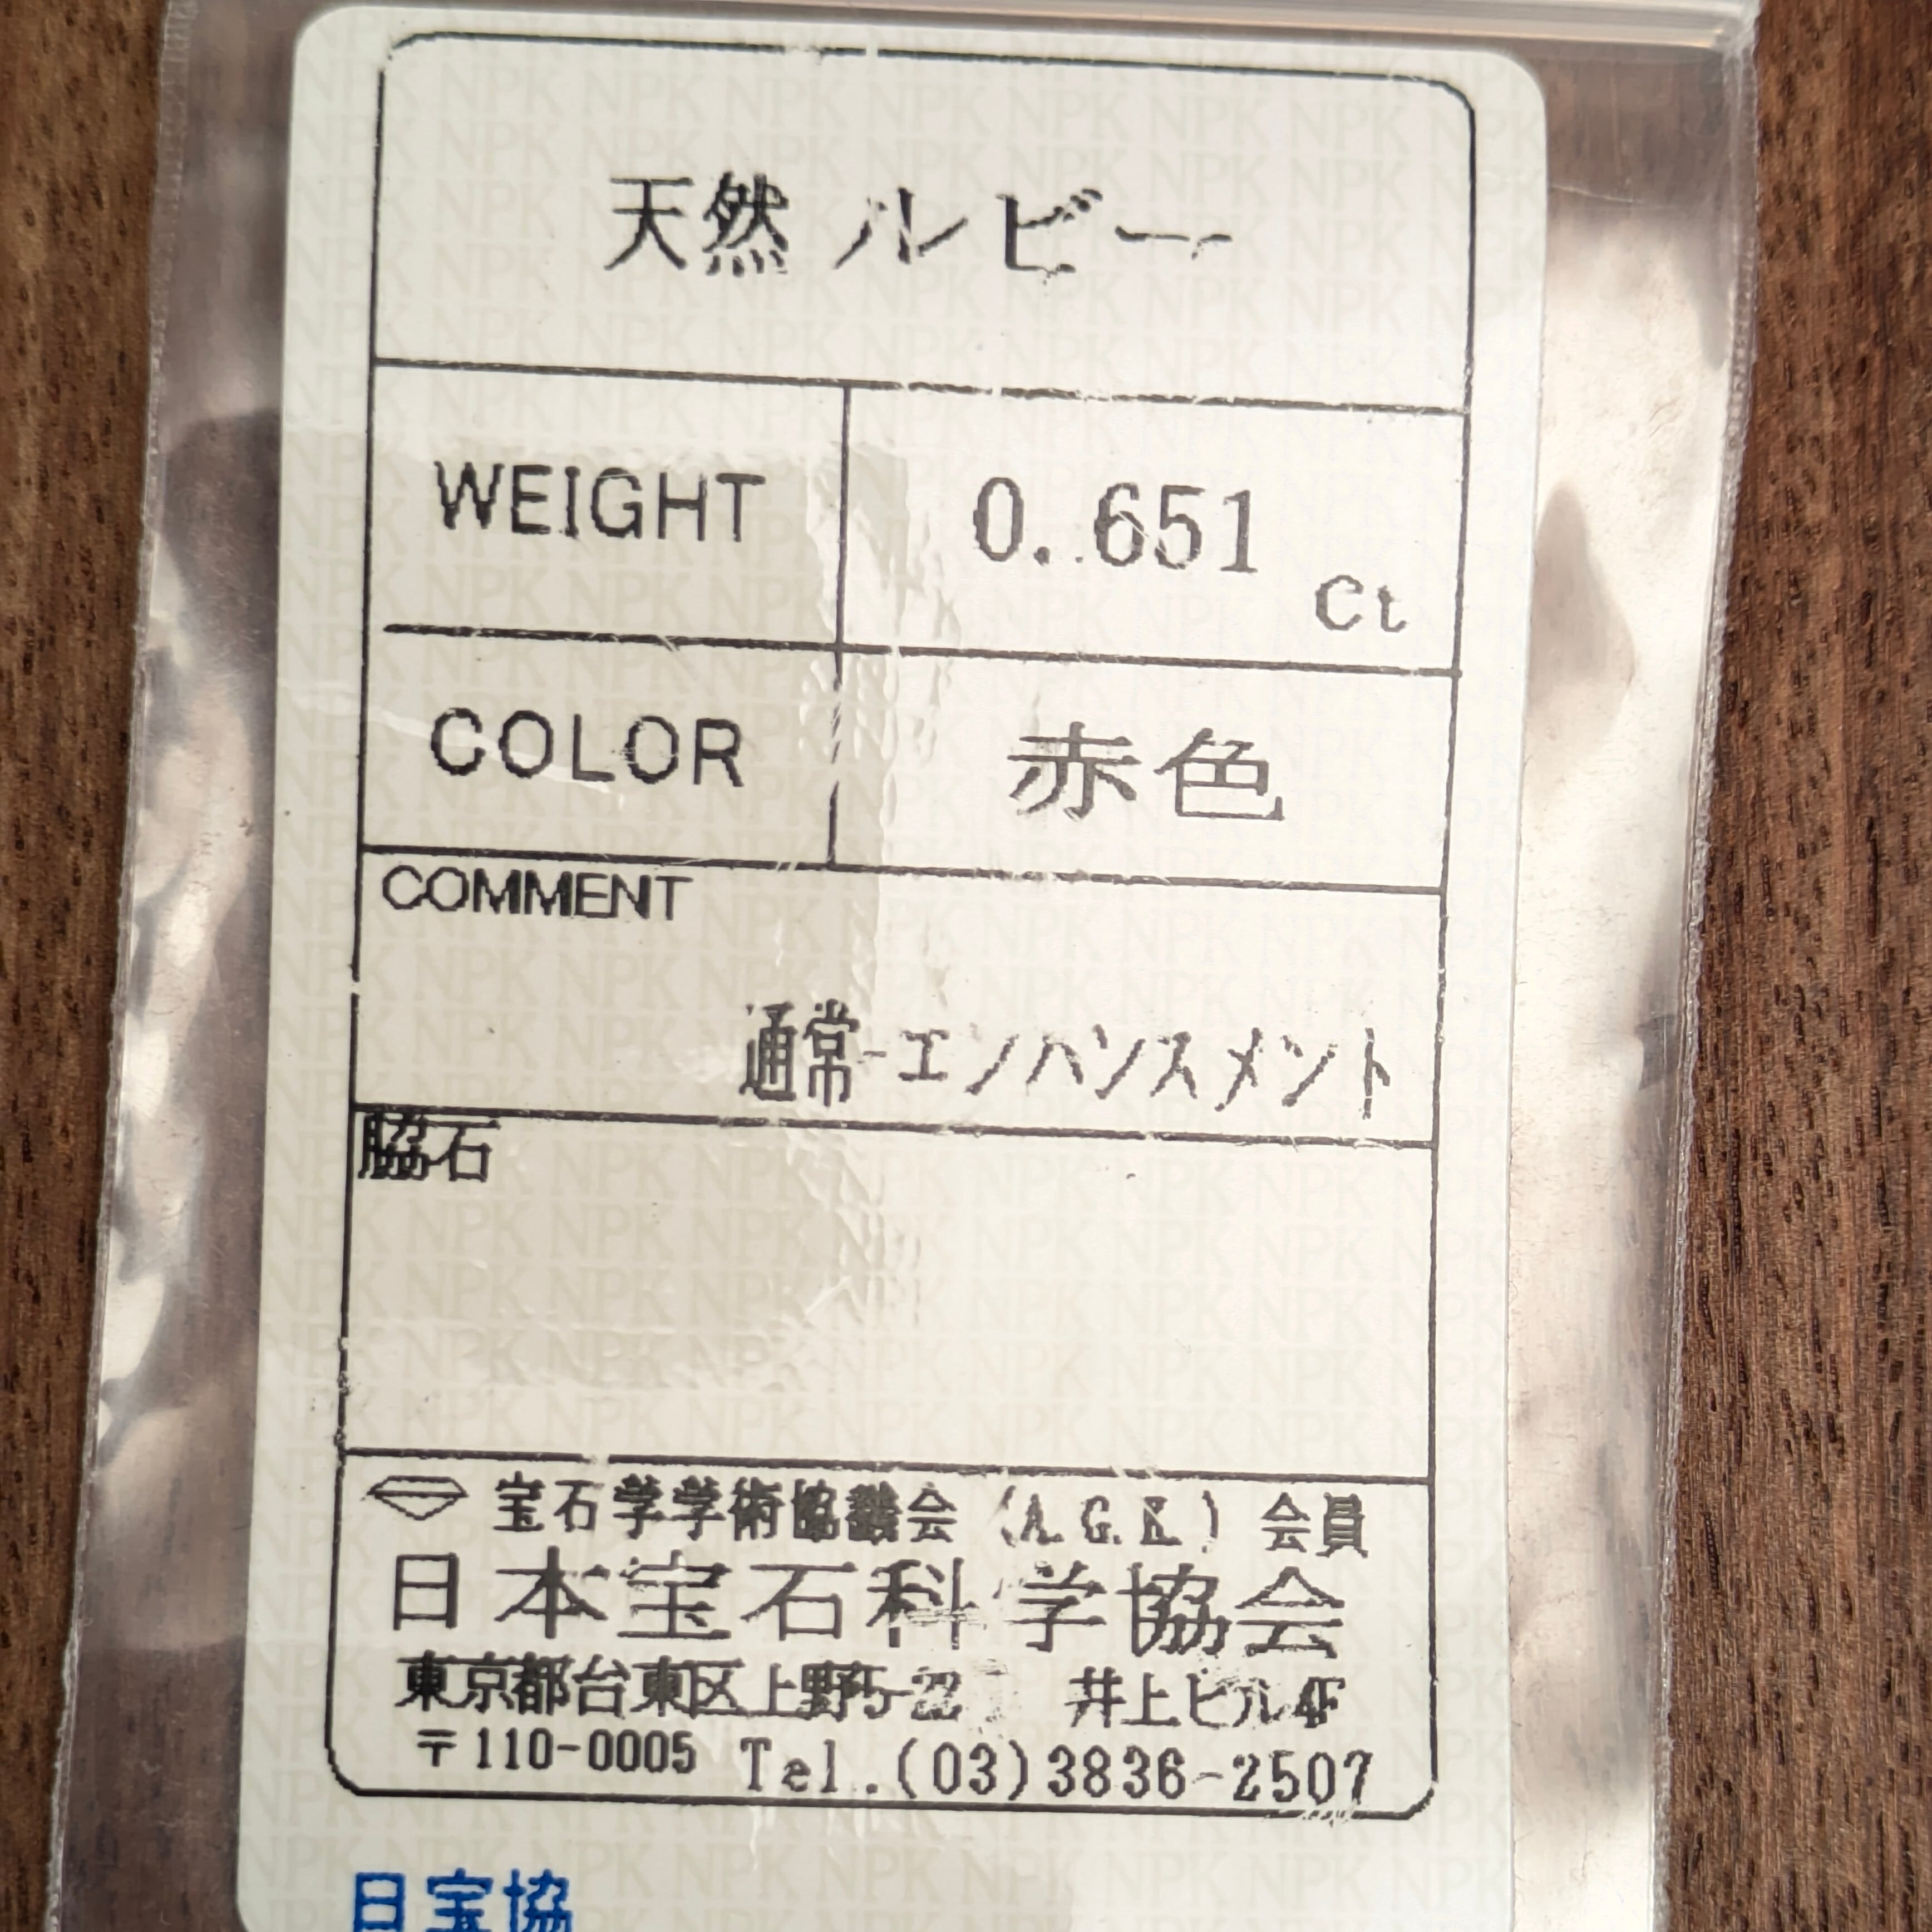 天然 ルビー
WEIGHT 0.651 Ct
COLOR 赤色
COMMENT
通常-エンハンスメント
脇石
宝石学学術協議会 (A.G.K.) 会員
日本宝石科学協会
東京都台東区上野5-22 井上ビル4F
〒110-0005 Tel.(03)3836-2507
日宝協